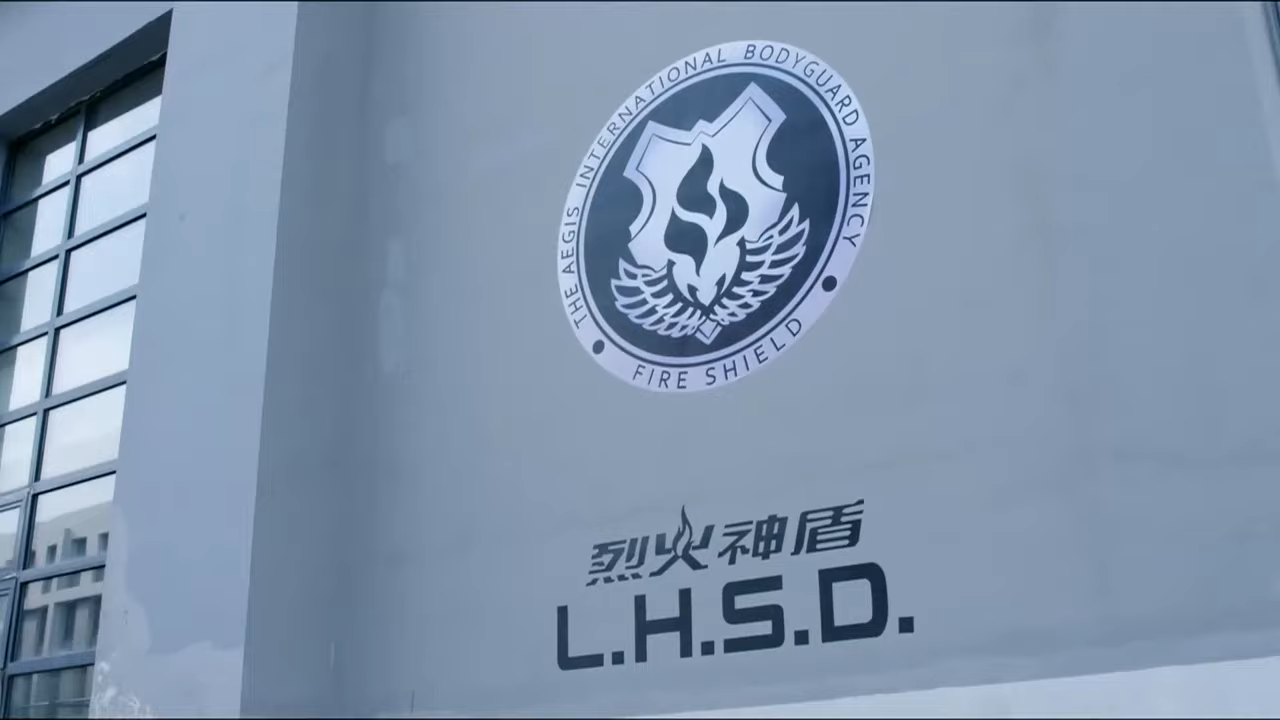 THE AEGIS INTERNATIONAL BODYGUARD AGENCY
FIRE SHIELD
烈火神盾
L.H.S.D.